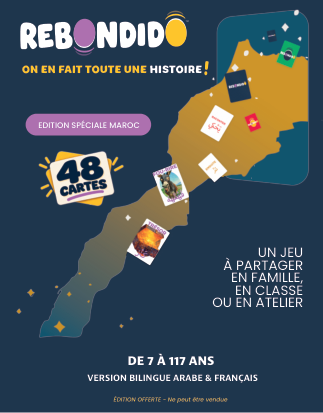 REBONDIDO
ON EN FAIT TOUTE UNE HISTOIRE !
EDITION SPÉCIALE MAROC
48
CARTES
UN JEU
À PARTAGER
EN FAMILLE,
EN CLASSE
OU EN ATELIER
DE 7 À 117 ANS
VERSION BILINGUE ARABE & FRANÇAIS
ÉDITION OFFERTE - Ne peut être vendue